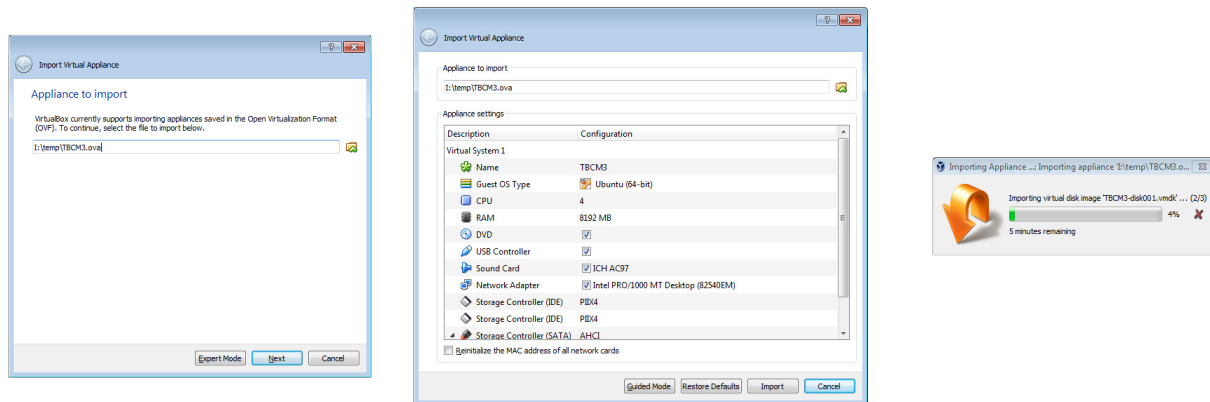 Import Virtual Appliance
Appliance to import
VirtualBox currently supports importing appliances saved in the Open Virtualization Format
(OVF). To continue, select the file to import below.
I:\temp\TBCM3.ova
Expert Mode Next Cancel
Import Virtual Appliance
Appliance to import
I:\temp\TBCM3.ova
Appliance settings
Description Configuration
Virtual System 1
Name TBCM3
Guest OS Type Ubuntu (64-bit)
CPU 4
RAM 8192 MB
DVD
USB Controller
Sound Card ICH AC97
Network Adapter Intel PRO/1000 MT Desktop (82540EM)
Storage Controller (IDE) PIIX4
Storage Controller (IDE) PIIX4
Storage Controller (SATA) AHCI
Reinitialize the MAC address of all network cards
Guided Mode Restore Defaults Import Cancel
Importing Appliance ...: Importing appliance 'I:\temp\TBCM3.o...
Importing virtual disk image 'TBCM3-disk001.vmdk' ... (2/3)
4%
5 minutes remaining